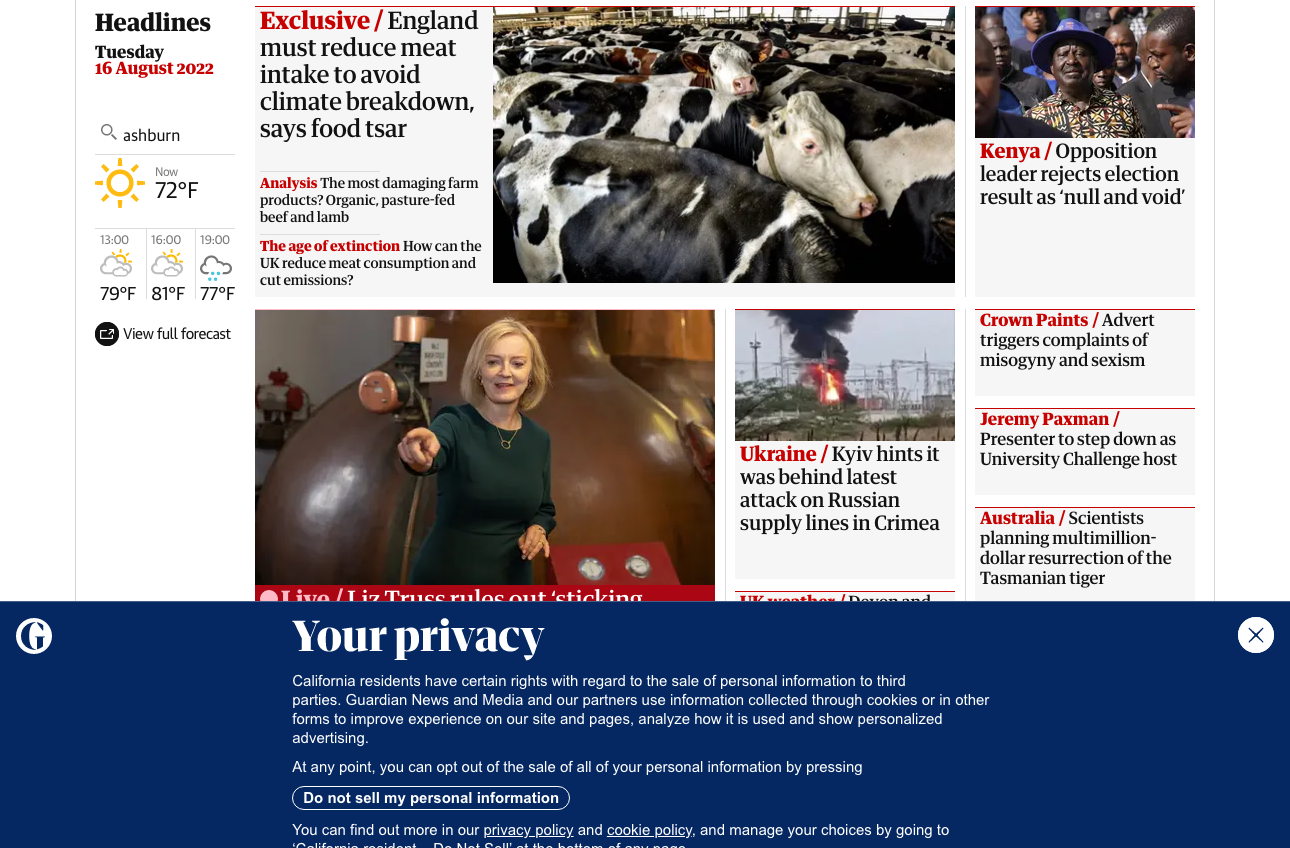 Headlines
Tuesday
16 August 2022
ashburn
Now
72°F
13:00
16:00
19:00
79°F
81°F
77°F
View full forecast
Exclusive / England
must reduce meat
intake to avoid
climate breakdown,
says food tsar
Analysis The most damaging farm
products? Organic, pasture-fed
beef and lamb
The age of extinction How can the
UK reduce meat consumption and
cut emissions?
Kenya / Opposition
leader rejects election
result as ‘null and void’
Live / Liz Truss rules out ‘sticking
Ukraine / Kyiv hints it
was behind latest
attack on Russian
supply lines in Crimea
UK weather / Devon and
Crown Paints / Advert
triggers complaints of
misogyny and sexism
Jeremy Paxman /
Presenter to step down as
University Challenge host
Australia / Scientists
planning multimillion-
dollar resurrection of the
Tasmanian tiger
Your privacy
California residents have certain rights with regard to the sale of personal information to third
parties. Guardian News and Media and our partners use information collected through cookies or in other
forms to improve experience on our site and pages, analyze how it is used and show personalized
advertising.
At any point, you can opt out of the sale of all of your personal information by pressing
Do not sell my personal information
You can find out more in our privacy policy and cookie policy, and manage your choices by going to
‘California resident – Do Not Sell’ at the bottom of any page.